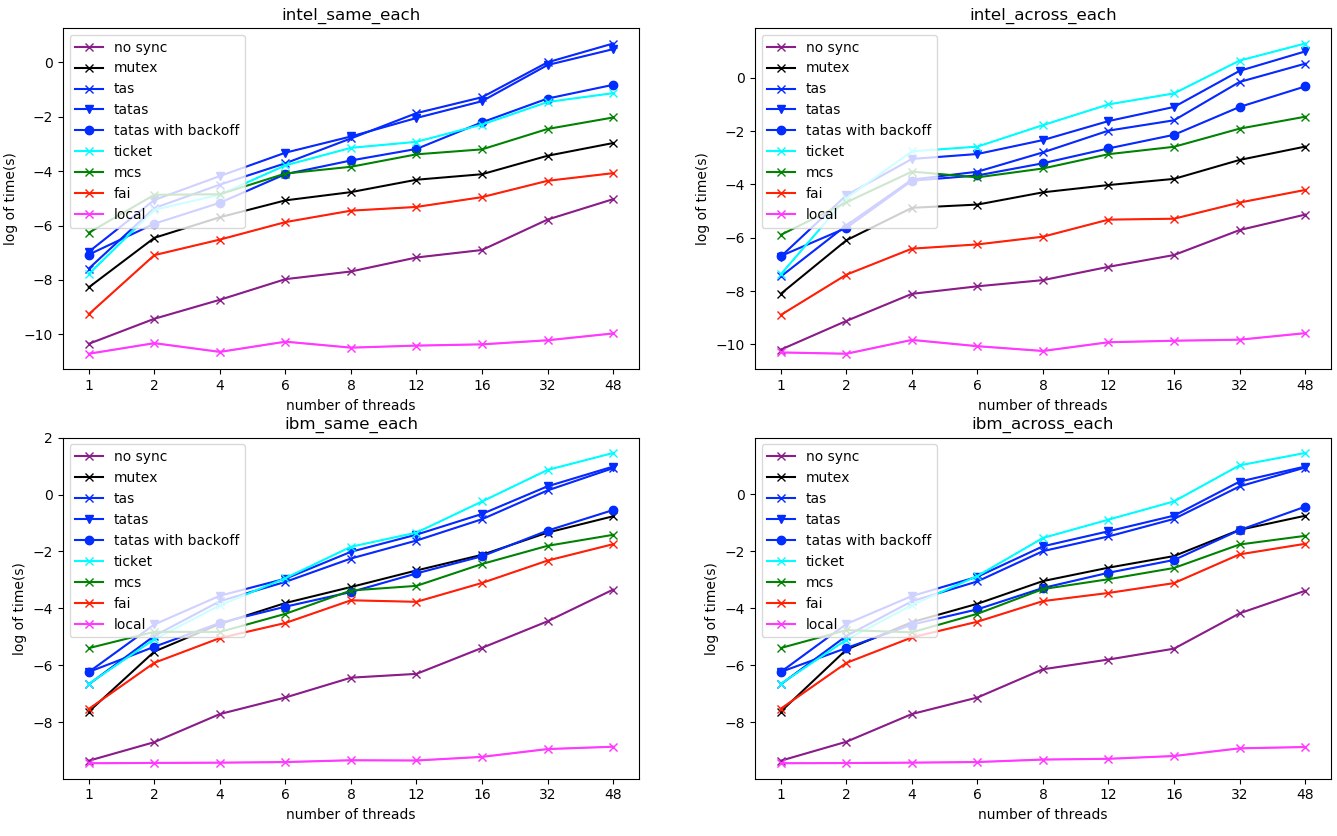 intel_same_each
log of time(s)
0
−2
−4
−6
−8
−10
no sync
mutex
tas
tatas
tatas with backoff
ticket
mcs
fai
local
1 2 4 6 8 12 16 32 48
number of threads
intel_across_each
log of time(s)
0
−2
−4
−6
−8
−10
no sync
mutex
tas
tatas
tatas with backoff
ticket
mcs
fai
local
1 2 4 6 8 12 16 32 48
number of threads
ibm_same_each
log of time(s)
2
0
−2
−4
−6
−8
no sync
mutex
tas
tatas
tatas with backoff
ticket
mcs
fai
local
1 2 4 6 8 12 16 32 48
number of threads
ibm_across_each
log of time(s)
0
−2
−4
−6
−8
no sync
mutex
tas
tatas
tatas with backoff
ticket
mcs
fai
local
1 2 4 6 8 12 16 32 48
number of threads